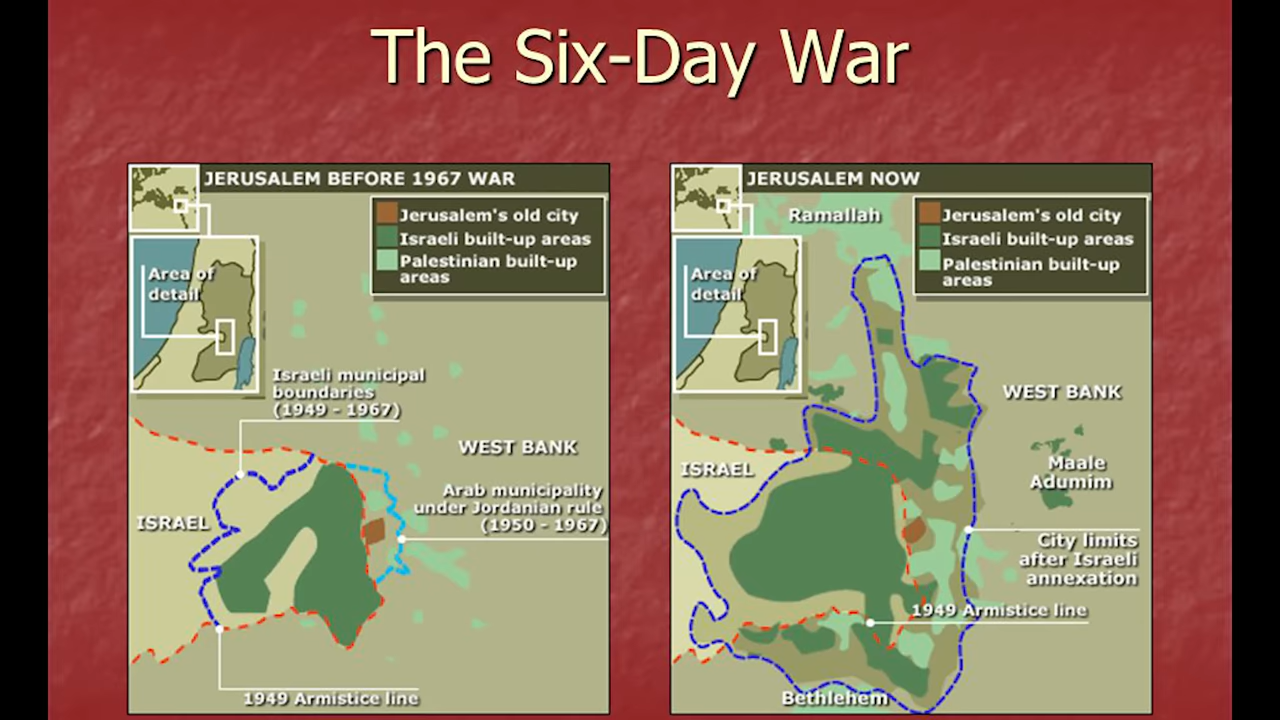 The Six-Day War
JERUSALEM BEFORE 1967 WAR
Jerusalem's old city
Israeli built-up areas
Palestinian built-up
areas
Area of
detail
Israeli municipal
boundaries
(1949 - 1967)
WEST BANK
Arab municipality
under Jordanian rule
(1950 - 1967)
ISRAEL
1949 Armistice line
JERUSALEM NOW
Ramallah
Jerusalem's old city
Israeli built-up areas
Palestinian built-up
areas
Area of
detail
WEST BANK
ISRAEL
Maale
Adumim
City limits
after Israeli
annexation
1949 Armistice line
Bethlehem